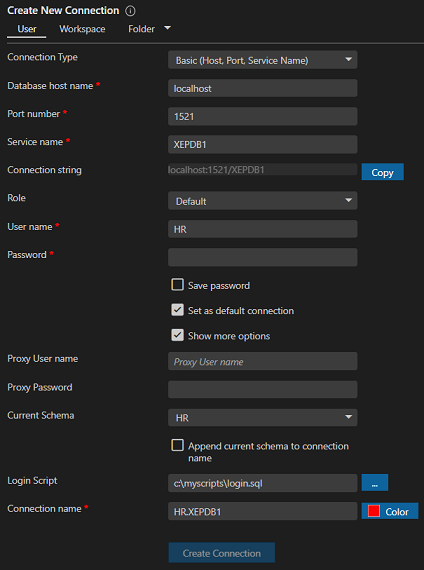 Create New Connection
User Workspace Folder
Connection Type Basic (Host, Port, Service Name)
Database host name * localhost
Port number * 1521
Service name * XEPDB1
Connection string localhost:1521/XEPDB1 Copy
Role Default
User name * HR
Password *
Save password
Set as default connection
Show more options
Proxy User name Proxy User name
Proxy Password
Current Schema HR
Append current schema to connection
name
Login Script c:\myscripts\login.sql ...
Connection name * HR.XEPDB1 Color
Create Connection